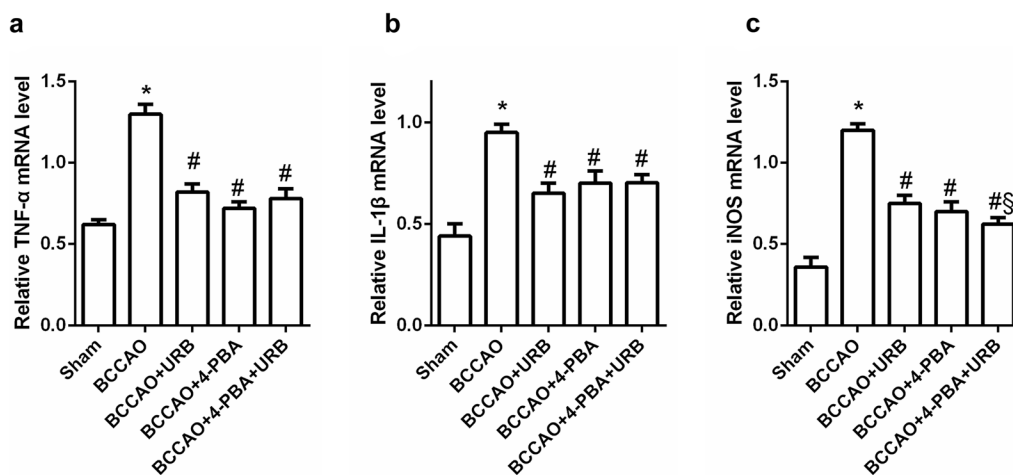 a
Relative TNF-α mRNA level
1.5
1.0
0.5
0.0
*
#
#
#
Sham
BCCAO
BCCAO+URB
BCCAO+4-PBA
BCCAO+4-PBA+URB
b
Relative IL-1β mRNA level
1.0
0.5
0.0
*
#
#
#
Sham
BCCAO
BCCAO+URB
BCCAO+4-PBA
BCCAO+4-PBA+URB
c
Relative iNOS mRNA level
1.5
1.0
0.5
0.0
*
#
#
#§
Sham
BCCAO
BCCAO+URB
BCCAO+4-PBA
BCCAO+4-PBA+URB